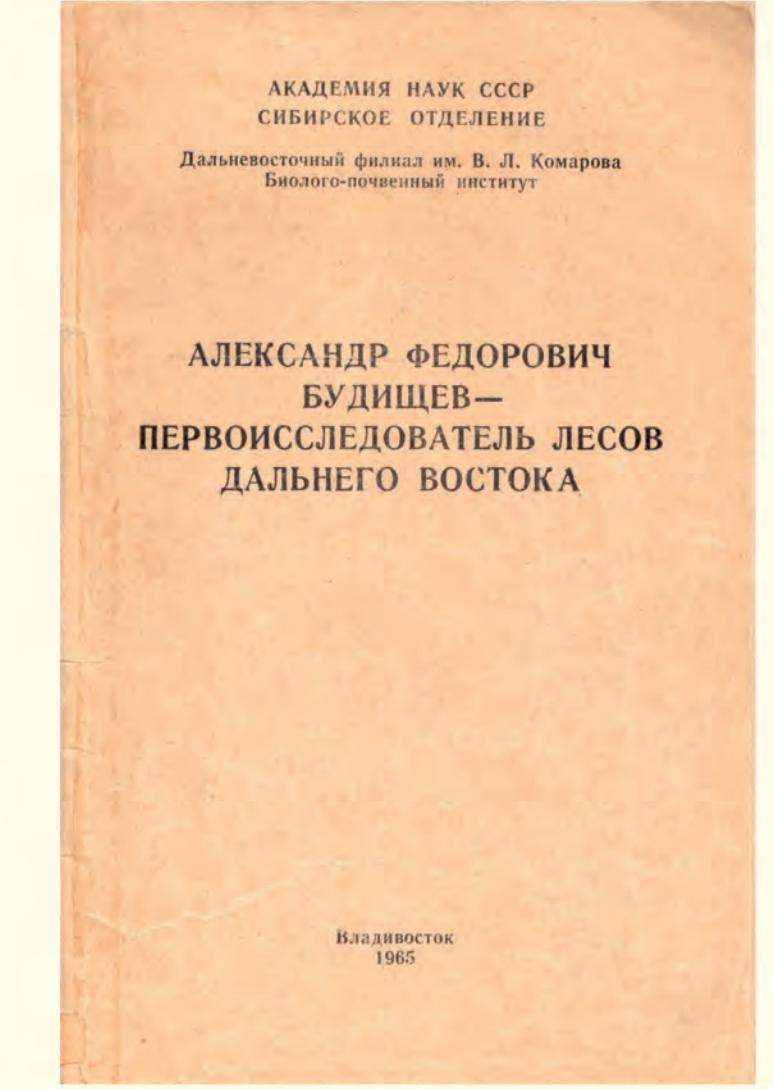 АКАДЕМИЯ НАУК СССР
СИБИРСКОЕ ОТДЕЛЕНИЕ
Дальневосточный филиал им. В. Л. Комарова
Биолого-почвенный институт
АЛЕКСАНДР ФЕДОРОВИЧ
БУДИЩЕВ—
ПЕРВОИССЛЕДОВАТЕЛЬ ЛЕСОВ
ДАЛЬНЕГО ВОСТОКА
Владивосток
1965